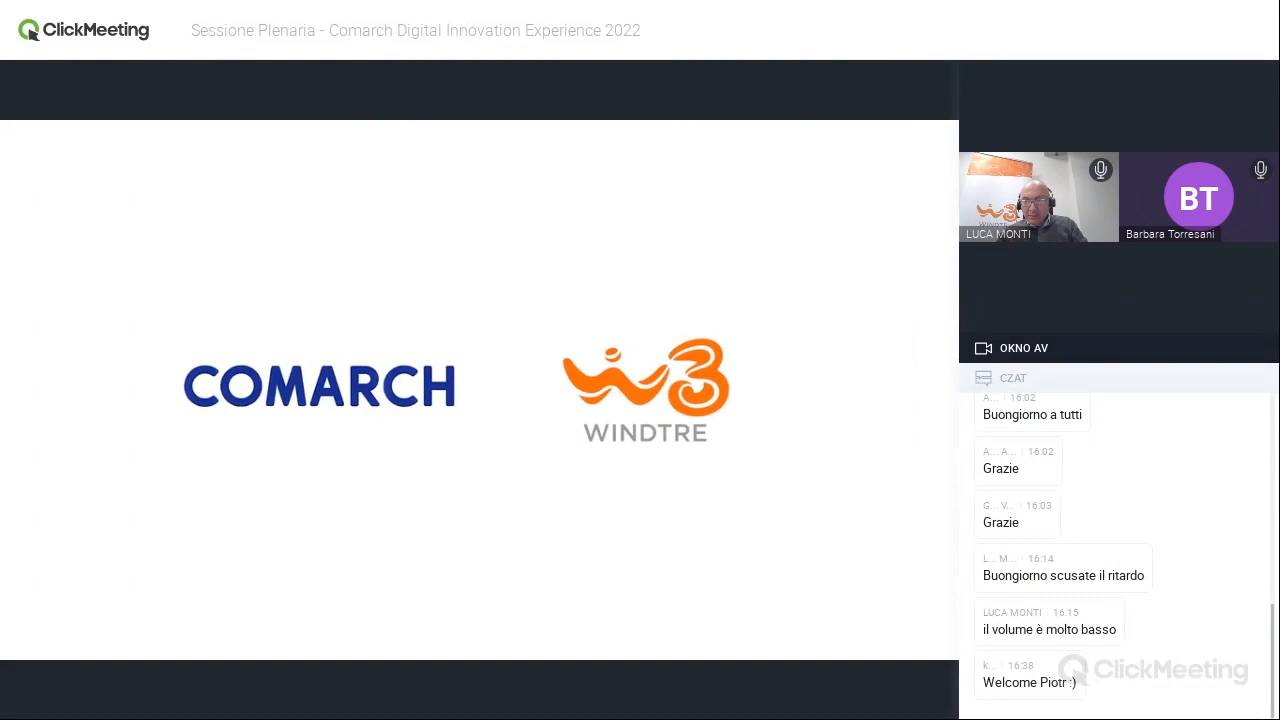 ClickMeeting
Sessione Plenaria - Comarch Digital Innovation Experience 2022
COMARCH
WINDTRE
WINDTRE
LUCA MONTI
BT
Barbara Torresani
OKNO AV
CZAT
A... 16:02
Buongiorno a tutti
A... A... 16:02
Grazie
G... V... 16:03
Grazie
L... M... 16:14
Buongiorno scusate il ritardo
LUCA MONTI 16:15
il volume è molto basso
k... 16:38
Welcome Piotr :)
ClickMeeting